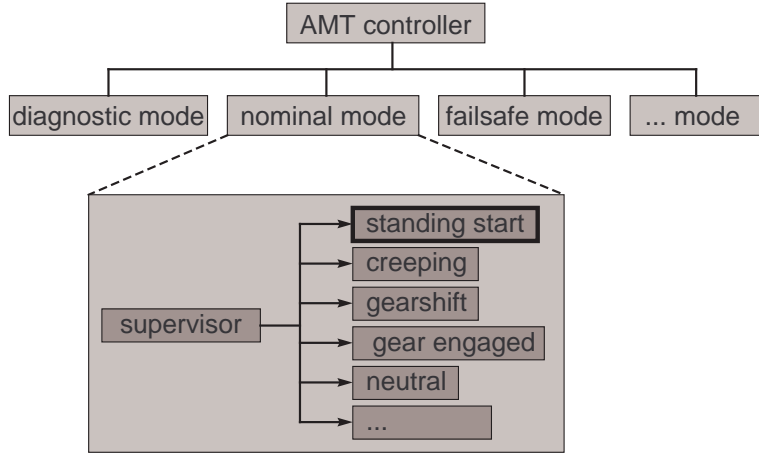 AMT controller
diagnostic mode
nominal mode
failsafe mode
... mode
supervisor
standing start
creeping
gearshift
gear engaged
neutral
...